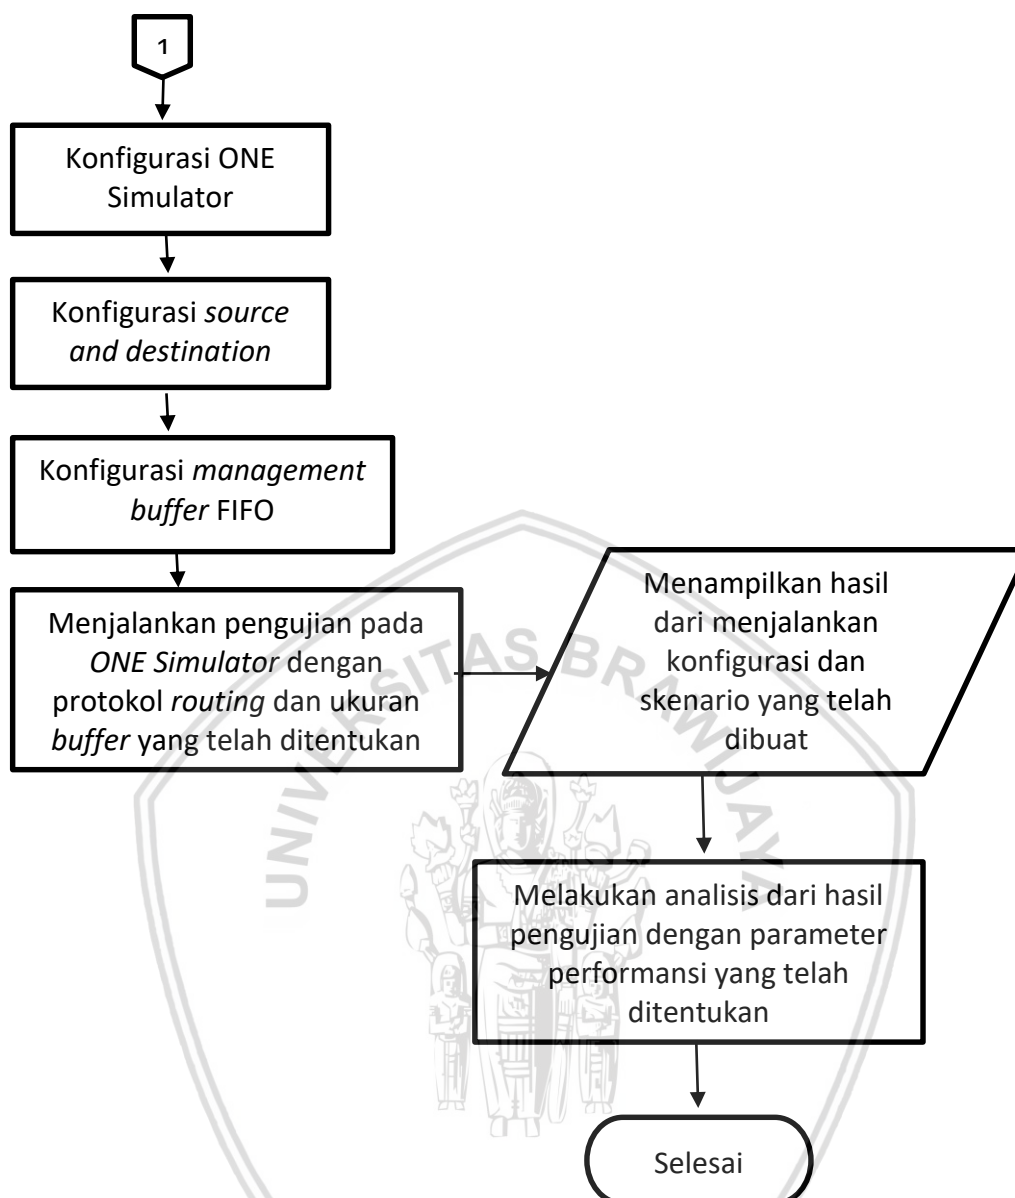 1
Konfigurasi ONE
Simulator
Konfigurasi source
and destination
Konfigurasi management
buffer FIFO
Menjalankan pengujian pada
ONE Simulator dengan
protokol routing dan ukuran
buffer yang telah ditentukan
Menampilkan hasil
dari menjalankan
konfigurasi dan
skenario yang telah
dibuat
Melakukan analisis dari hasil
pengujian dengan parameter
performansi yang telah
ditentukan
Selesai
UNIVERSITAS BRAWIJAYA